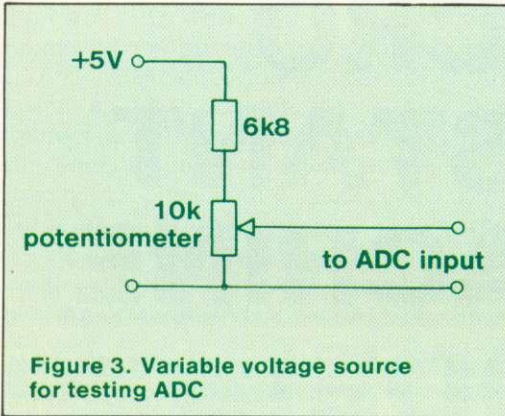 +5V
6k8
10k
potentiometer
to ADC input
Figure 3. Variable voltage source
for testing ADC